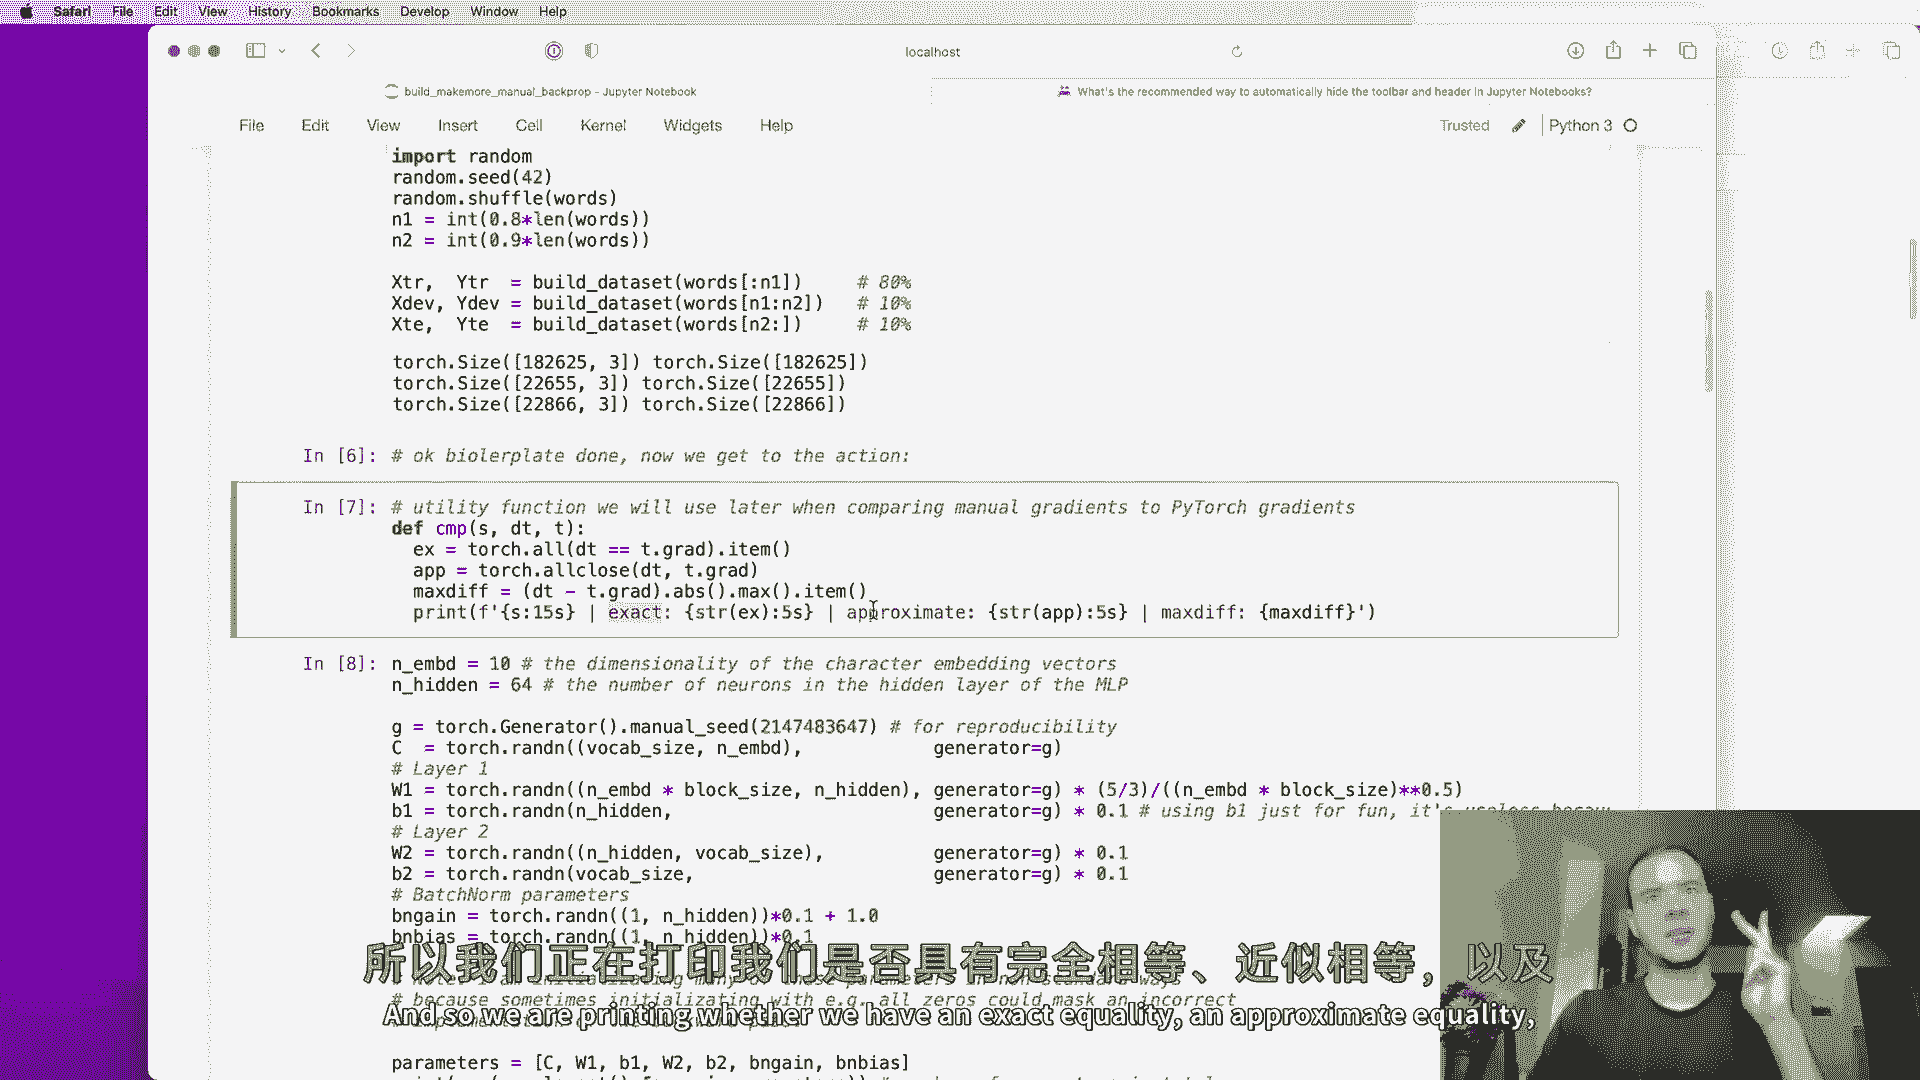 Safari File Edit View History Bookmarks Develop Window Help
localhost
build_makemore_manual_backprop - Jupyter Notebook
What's the recommended way to automatically hide the toolbar and header in Jupyter Notebooks?
File Edit View Insert Cell Kernel Widgets Help
Trusted Python 3
import random
random.seed(42)
random.shuffle(words)
n1 = int(0.8*len(words))
n2 = int(0.9*len(words))
Xtr, Ytr = build_dataset(words[:n1]) # 80%
Xdev, Ydev = build_dataset(words[n1:n2]) # 10%
Xte, Yte = build_dataset(words[n2:]) # 10%
torch.Size([182625, 3]) torch.Size([182625])
torch.Size([22655, 3]) torch.Size([22655])
torch.Size([22866, 3]) torch.Size([22866])
In [6]: # ok biolerplate done, now we get to the action:
In [7]: # utility function we will use later when comparing manual gradients to PyTorch gradients
def cmp(s, dt, t):
ex = torch.all(dt == t.grad).item()
app = torch.allclose(dt, t.grad)
maxdiff = (dt - t.grad).abs().max().item()
print(f'{s:15s} | exact: {str(ex):5s} | approximate: {str(app):5s} | maxdiff: {maxdiff}')
In [8]: n_embd = 10 # the dimensionality of the character embedding vectors
n_hidden = 64 # the number of neurons in the hidden layer of the MLP
g = torch.Generator().manual_seed(2147483647) # for reproducibility
C = torch.randn((vocab_size, n_embd), generator=g)
# Layer 1
W1 = torch.randn((n_embd * block_size, n_hidden), generator=g) * (5/3)/((n_embd * block_size)**0.5)
b1 = torch.randn(n_hidden, generator=g) * 0.1 # using b1 just for fun, it's useless
# Layer 2
W2 = torch.randn((n_hidden, vocab_size), generator=g) * 0.1
b2 = torch.randn(vocab_size, generator=g) * 0.1
# BatchNorm parameters
bngain = torch.randn((1, n_hidden))*0.1 + 1.0
bnbias = torch.randn((1, n_hidden))*0.1
所以我们正在打印我们是否具有完全相等、近似相等，以及
# because sometimes initializating with e.g. all zeros could mask an incorrect
And so we are printing whether we have an exact equality, an approximate equality,
parameters = [C, W1, b1, W2, b2, bngain, bnbias]